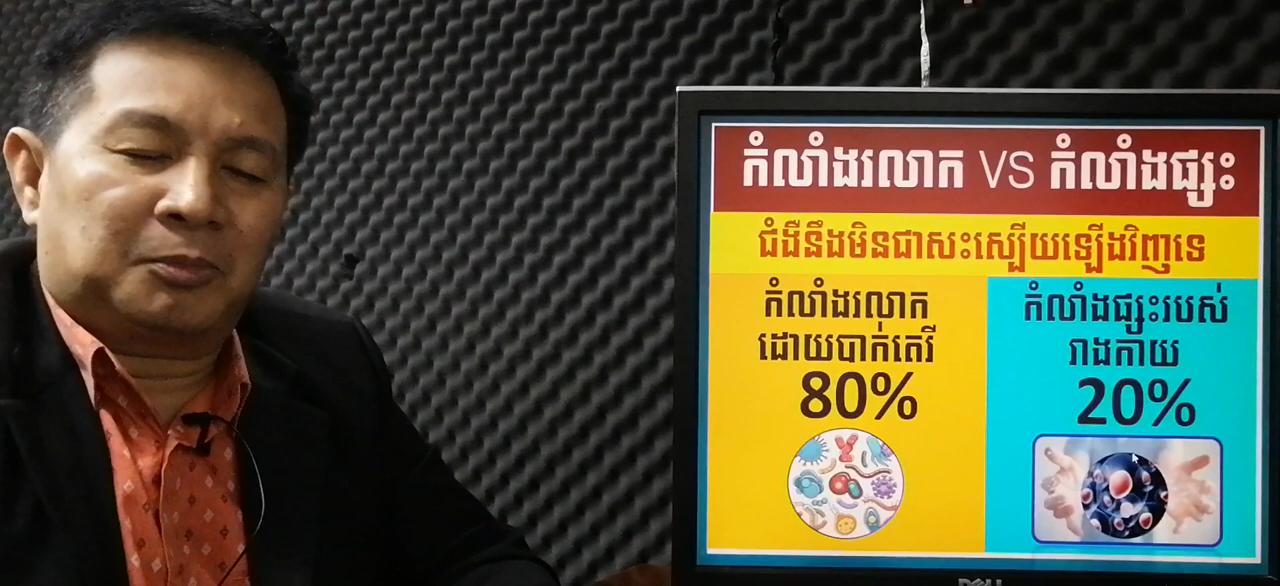 កំលាំងរលាក VS កំលាំងផ្សះ
ជំងឺនឹងមិនជាសះស្បើយឡើងវិញទេ
កំលាំងរលាក
ដោយបាក់តេរី
80%
កំលាំងផ្សះរបស់
រាងកាយ
20%